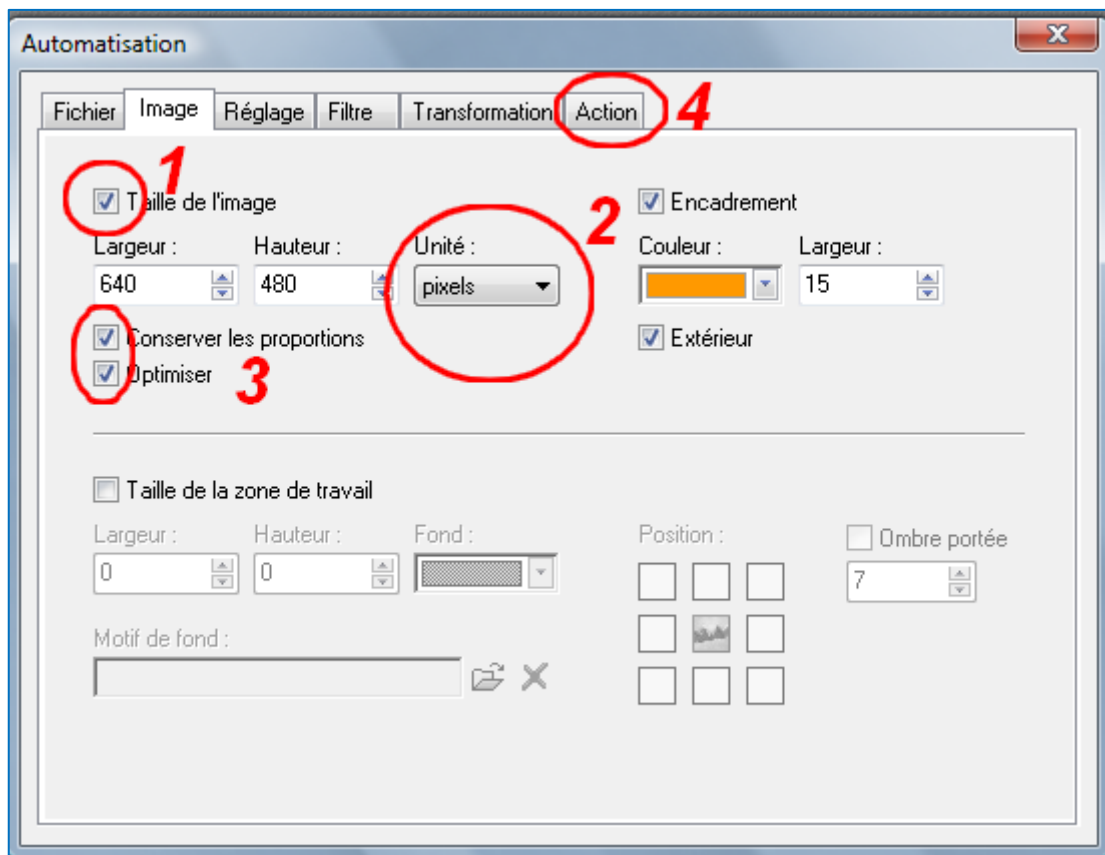 Automatisation
Fichier Image Réglage Filtre Transformation Action 4
1
Taille de l'image 2 Encadrement
Largeur : Hauteur : Unité : Couleur : Largeur :
640 480 pixels 15
Conserver les proportions Extérieur
Optimiser 3
Taille de la zone de travail
Largeur : Hauteur : Fond : Position : Ombre portée
0 0 7
Motif de fond :